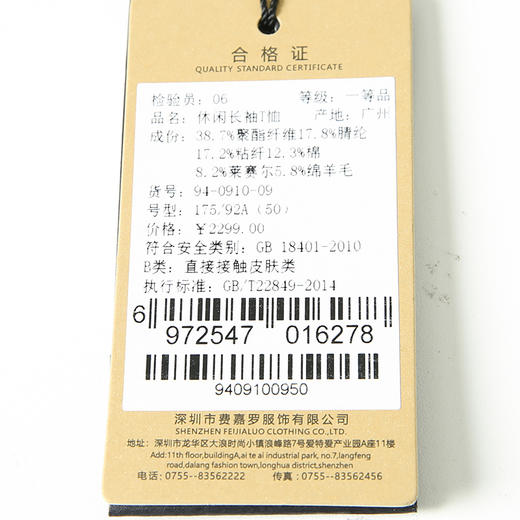 合格证
QUALITY STANDARD CERTIFICATE
检验员: 06 等级: 一等品
品名: 休闲长袖T恤 产地: 广州
成份: 38.7%聚酯纤维17.8%腈纶
17.2%粘纤12.3%棉
8.2%莱赛尔5.8%绵羊毛
货号: 94-0910-09
号型: 175/92A (50)
价格: ¥2299.00
符合安全类别: GB 18401-2010
B类: 直接接触皮肤类
执行标准: GB/T22849-2014
6 972547 016278
9409100950
深圳市费嘉罗服饰有限公司
SHENZHEN FEIJIALUO CLOTHING CO.,LTD
地址:深圳市龙华区大浪时尚小镇浪峰路7号爱特爱产业园A座11楼
Add:11th floor,buildingA,ai te ai industrial park, no.7,langfeng
road,dalang fashion town,longhua district,shenzhen
电话: 0755--83562222 传真: 0755--83562456